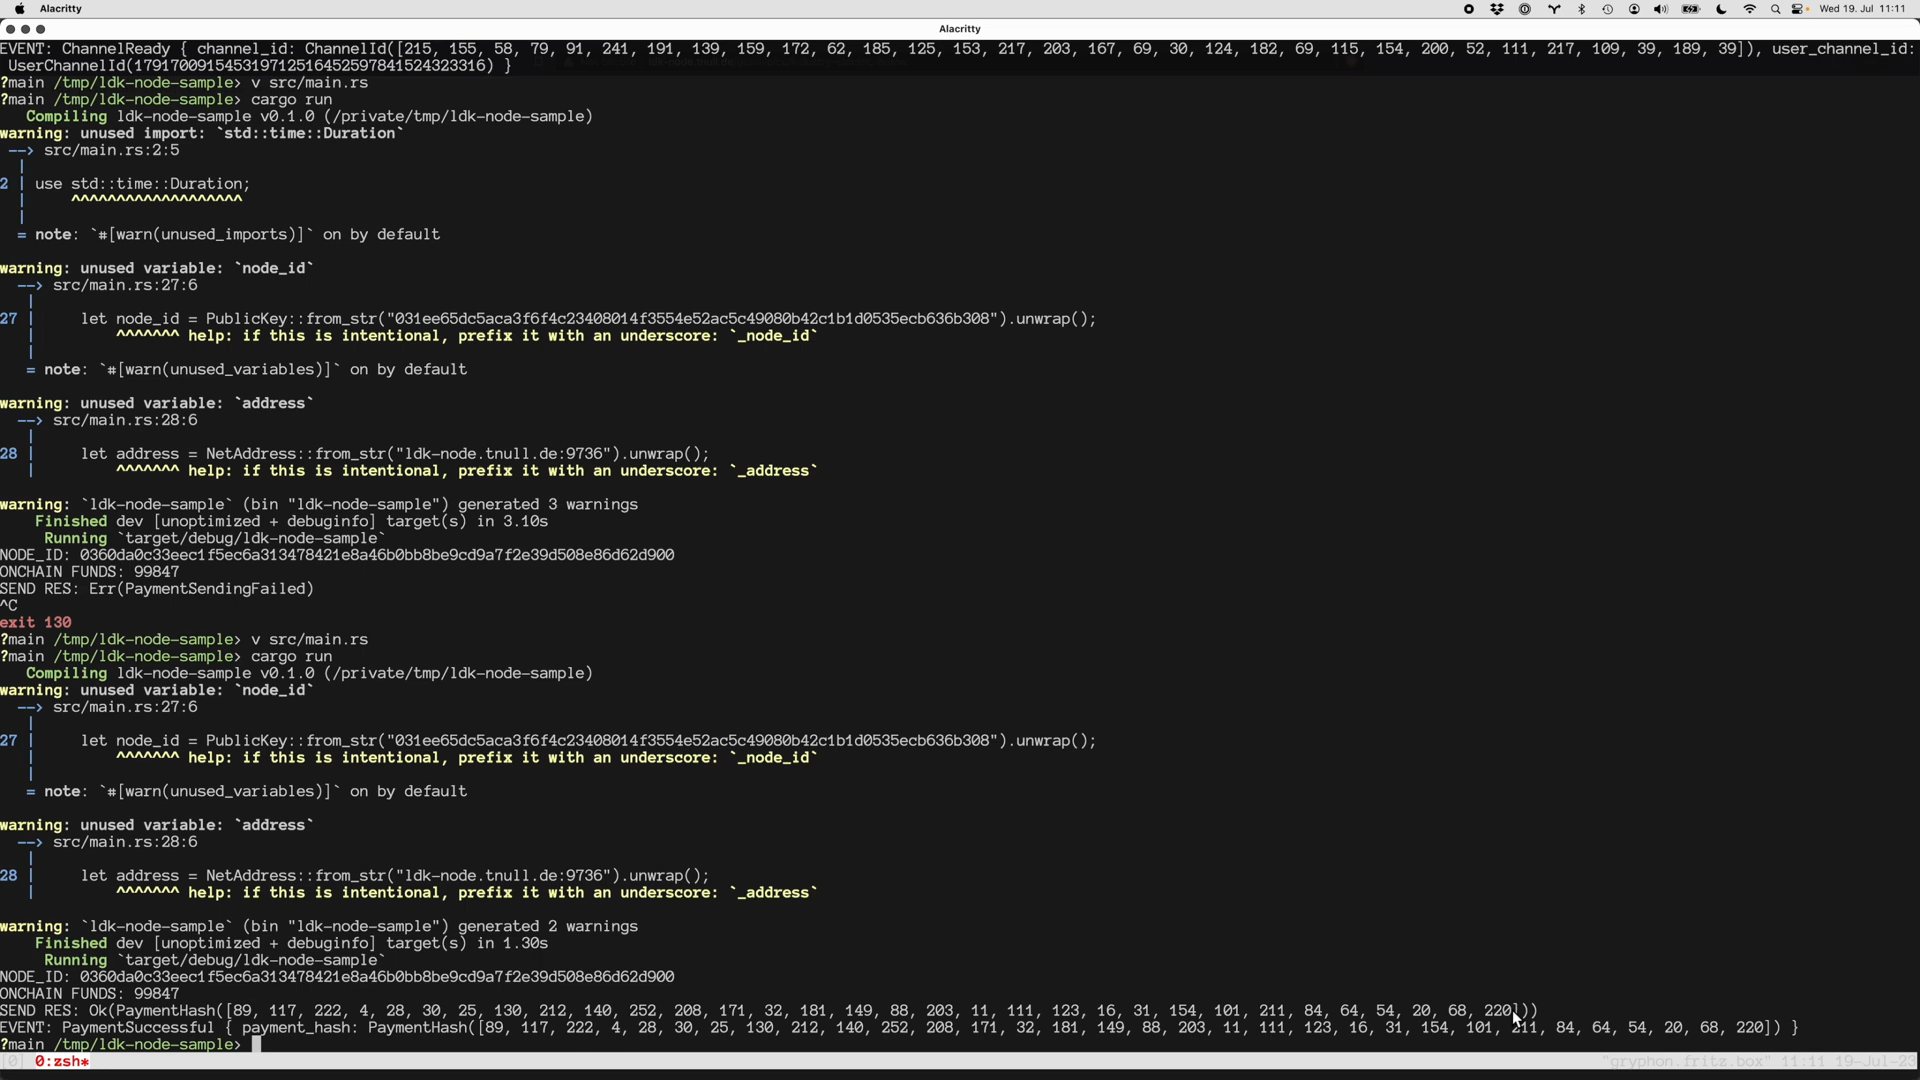 Alacritty
Wed 19. Jul 11:11
Alacritty
EVENT: ChannelReady { channel_id: ChannelId([215, 155, 58, 79, 91, 241, 191, 139, 159, 172, 62, 185, 125, 153, 217, 203, 167, 69, 30, 124, 182, 69, 115, 154, 200, 52, 111, 217, 109, 39, 189, 39]), user_channel_id:
UserChannelId(179170091545319712516452597841524323316) }
?main /tmp/ldk-node-sample> v src/main.rs
?main /tmp/ldk-node-sample> cargo run
Compiling ldk-node-sample v0.1.0 (/private/tmp/ldk-node-sample)
warning: unused import: `std::time::Duration`
--> src/main.rs:2:5
|
2 | use std::time::Duration;
| ^^^^^^^^^^^^^^^^^^^
|
= note: `#[warn(unused_imports)]` on by default
warning: unused variable: `node_id`
--> src/main.rs:27:6
|
27 | let node_id = PublicKey::from_str("031ee65dc5aca3f6f4c23408014f3554e52ac5c49080b42c1b1d0535ecb636b308").unwrap();
| ^^^^^^^ help: if this is intentional, prefix it with an underscore: `_node_id`
|
= note: `#[warn(unused_variables)]` on by default
warning: unused variable: `address`
--> src/main.rs:28:6
|
28 | let address = NetAddress::from_str("ldk-node.tnull.de:9736").unwrap();
| ^^^^^^^ help: if this is intentional, prefix it with an underscore: `_address`
warning: `ldk-node-sample` (bin "ldk-node-sample") generated 3 warnings
Finished dev [unoptimized + debuginfo] target(s) in 3.10s
Running `target/debug/ldk-node-sample`
NODE_ID: 0360da0c33eec1f5ec6a313478421e8a46b0bb8be9cd9a7f2e39d508e86d62d900
ONCHAIN FUNDS: 99847
SEND RES: Err(PaymentSendingFailed)
^C
exit 130
?main /tmp/ldk-node-sample> v src/main.rs
?main /tmp/ldk-node-sample> cargo run
Compiling ldk-node-sample v0.1.0 (/private/tmp/ldk-node-sample)
warning: unused variable: `node_id`
--> src/main.rs:27:6
|
27 | let node_id = PublicKey::from_str("031ee65dc5aca3f6f4c23408014f3554e52ac5c49080b42c1b1d0535ecb636b308").unwrap();
| ^^^^^^^ help: if this is intentional, prefix it with an underscore: `_node_id`
|
= note: `#[warn(unused_variables)]` on by default
warning: unused variable: `address`
--> src/main.rs:28:6
|
28 | let address = NetAddress::from_str("ldk-node.tnull.de:9736").unwrap();
| ^^^^^^^ help: if this is intentional, prefix it with an underscore: `_address`
warning: `ldk-node-sample` (bin "ldk-node-sample") generated 2 warnings
Finished dev [unoptimized + debuginfo] target(s) in 1.30s
Running `target/debug/ldk-node-sample`
NODE_ID: 0360da0c33eec1f5ec6a313478421e8a46b0bb8be9cd9a7f2e39d508e86d62d900
ONCHAIN FUNDS: 99847
SEND RES: Ok(PaymentHash([89, 117, 222, 4, 28, 30, 25, 130, 212, 140, 252, 208, 171, 32, 181, 149, 88, 203, 11, 111, 123, 16, 31, 154, 101, 211, 84, 64, 54, 20, 68, 220]))
EVENT: PaymentSuccessful { payment_hash: PaymentHash([89, 117, 222, 4, 28, 30, 25, 130, 212, 140, 252, 208, 171, 32, 181, 149, 88, 203, 11, 111, 123, 16, 31, 154, 101, 211, 84, 64, 54, 20, 68, 220]) }
?main /tmp/ldk-node-sample>
[0] 0:zsh* "gryphon.fritz.box" 11:11 19-Jul-23